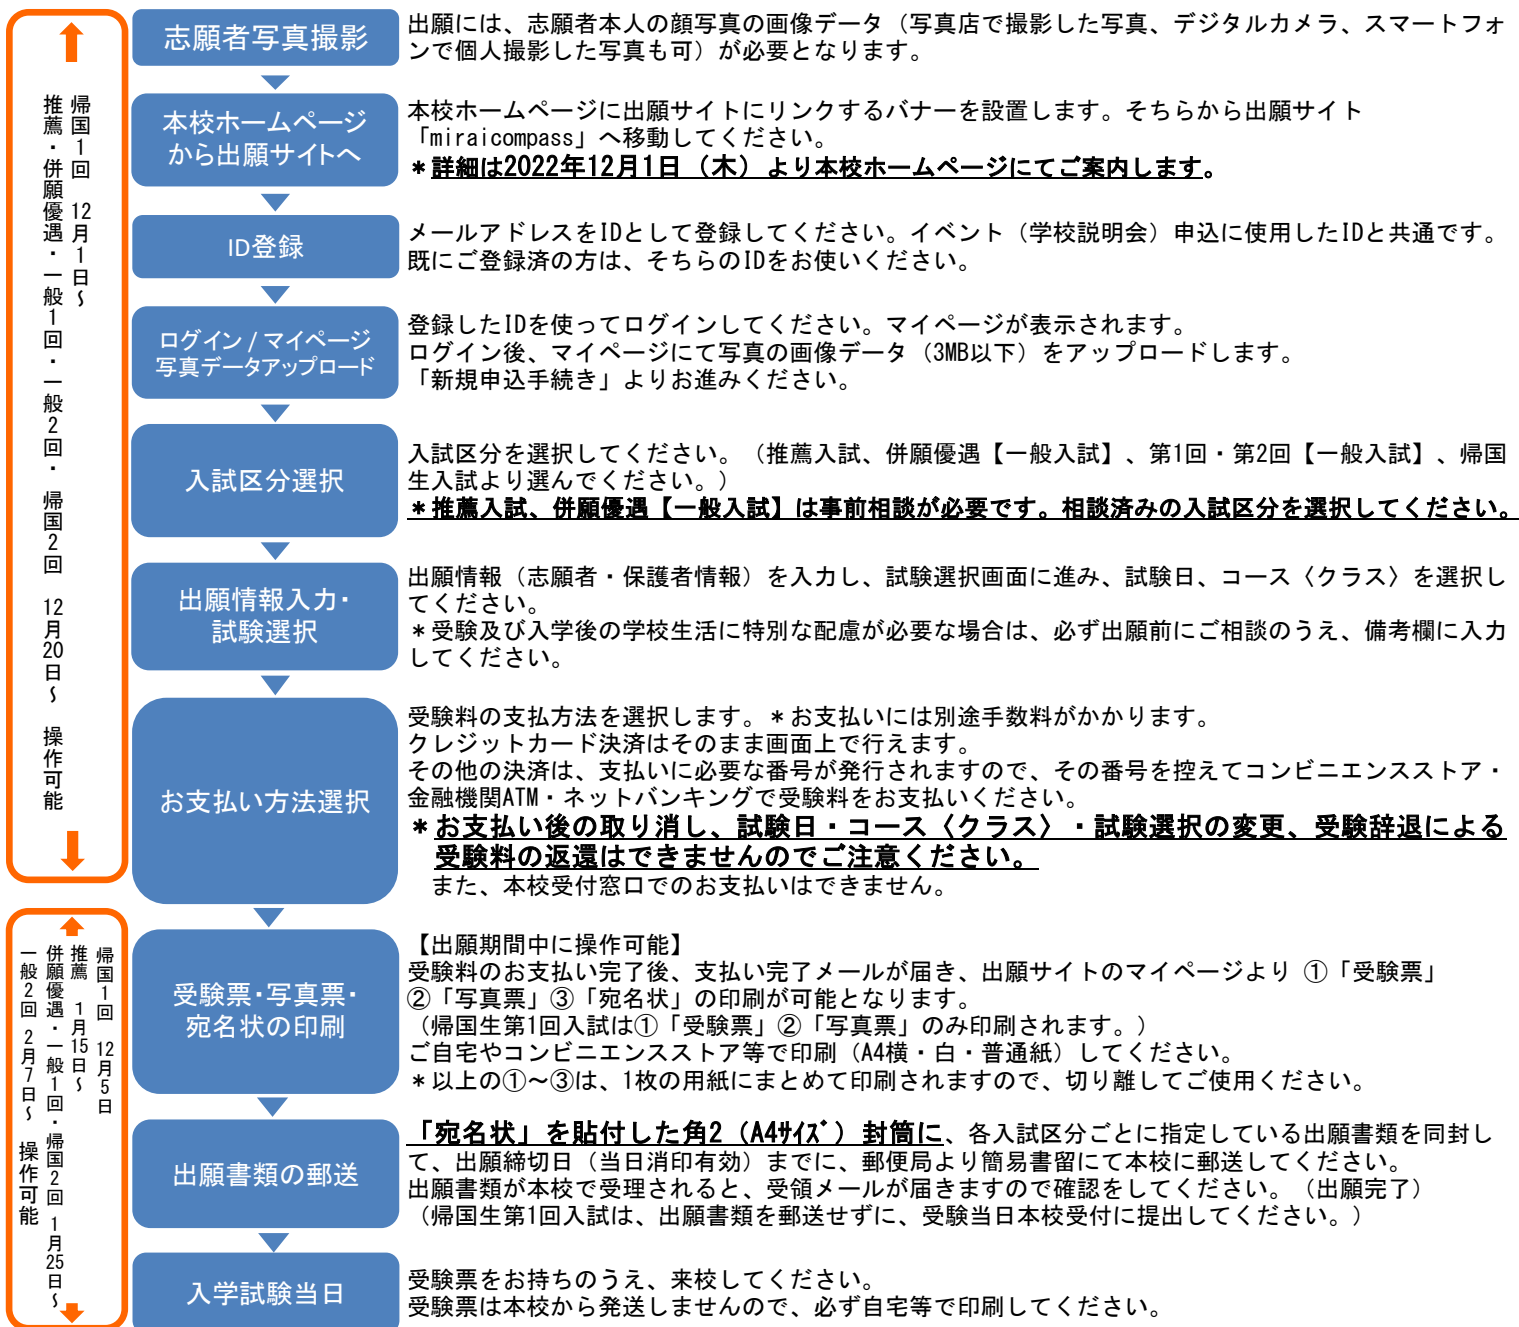 帰国1回　12月1日～
推薦・併願優遇・一般1回・一般2回・帰国2回　12月20日～　操作可能
志願者写真撮影
出願には、志願者本人の顔写真の画像データ（写真店で撮影した写真、デジタルカメラ、スマートフォ
ンで個人撮影した写真も可）が必要となります。
本校ホームページ
から出願サイトへ
本校ホームページに出願サイトにリンクするバナーを設置します。そちらから出願サイト
「miraicompass」へ移動してください。
＊詳細は2022年12月1日（木）より本校ホームページにてご案内します。
ID登録
メールアドレスをIDとして登録してください。イベント（学校説明会）申込に使用したIDと共通です。
既にご登録済の方は、そちらのIDをお使いください。
ログイン / マイページ
写真データアップロード
登録したIDを使ってログインしてください。マイページが表示されます。
ログイン後、マイページにて写真の画像データ（3MB以下）をアップロードします。
「新規申込手続き」よりお進みください。
入試区分選択
入試区分を選択してください。（推薦入試、併願優遇【一般入試】、第1回・第2回【一般入試】、帰国
生入試より選んでください。）
＊推薦入試、併願優遇【一般入試】は事前相談が必要です。相談済みの入試区分を選択してください。
出願情報入力・
試験選択
出願情報（志願者・保護者情報）を入力し、試験選択画面に進み、試験日、コース〈クラス〉を選択し
てください。
＊受験及び入学後の学校生活に特別な配慮が必要な場合は、必ず出願前にご相談のうえ、備考欄に入力
してください。
お支払い方法選択
受験料の支払方法を選択します。＊お支払いには別途手数料がかかります。
クレジットカード決済はそのまま画面上で行えます。
その他の決済は、支払いに必要な番号が発行されますので、その番号を控えてコンビニエンスストア・
金融機関ATM・ネットバンキングで受験料をお支払いください。
＊お支払い後の取り消し、試験日・コース〈クラス〉・試験選択の変更、受験辞退による
受験料の返還はできませんのでご注意ください。
また、本校受付窓口でのお支払いはできません。
帰国1回　12月5日
推薦　1月15日～
併願優遇・一般1回・帰国2回　1月25日～
一般2回　2月7日～　操作可能
受験票・写真票・
宛名状の印刷
【出願期間中に操作可能】
受験料のお支払い完了後、支払い完了メールが届き、出願サイトのマイページより ①「受験票」
②「写真票」③「宛名状」の印刷が可能となります。
（帰国生第1回入試は①「受験票」②「写真票」のみ印刷されます。）
ご自宅やコンビニエンスストア等で印刷（A4横・白・普通紙）してください。
＊以上の①～③は、1枚の用紙にまとめて印刷されますので、切り離してご使用ください。
出願書類の郵送
「宛名状」を貼付した角2（A4ｻｲｽﾞ）封筒に、各入試区分ごとに指定している出願書類を同封し
て、出願締切日（当日消印有効）までに、郵便局より簡易書留にて本校に郵送してください。
出願書類が本校で受理されると、受領メールが届きますので確認をしてください。（出願完了）
（帰国生第1回入試は、出願書類を郵送せずに、受験当日本校受付に提出してください。）
入学試験当日
受験票をお持ちのうえ、来校してください。
受験票は本校から発送しませんので、必ず自宅等で印刷してください。